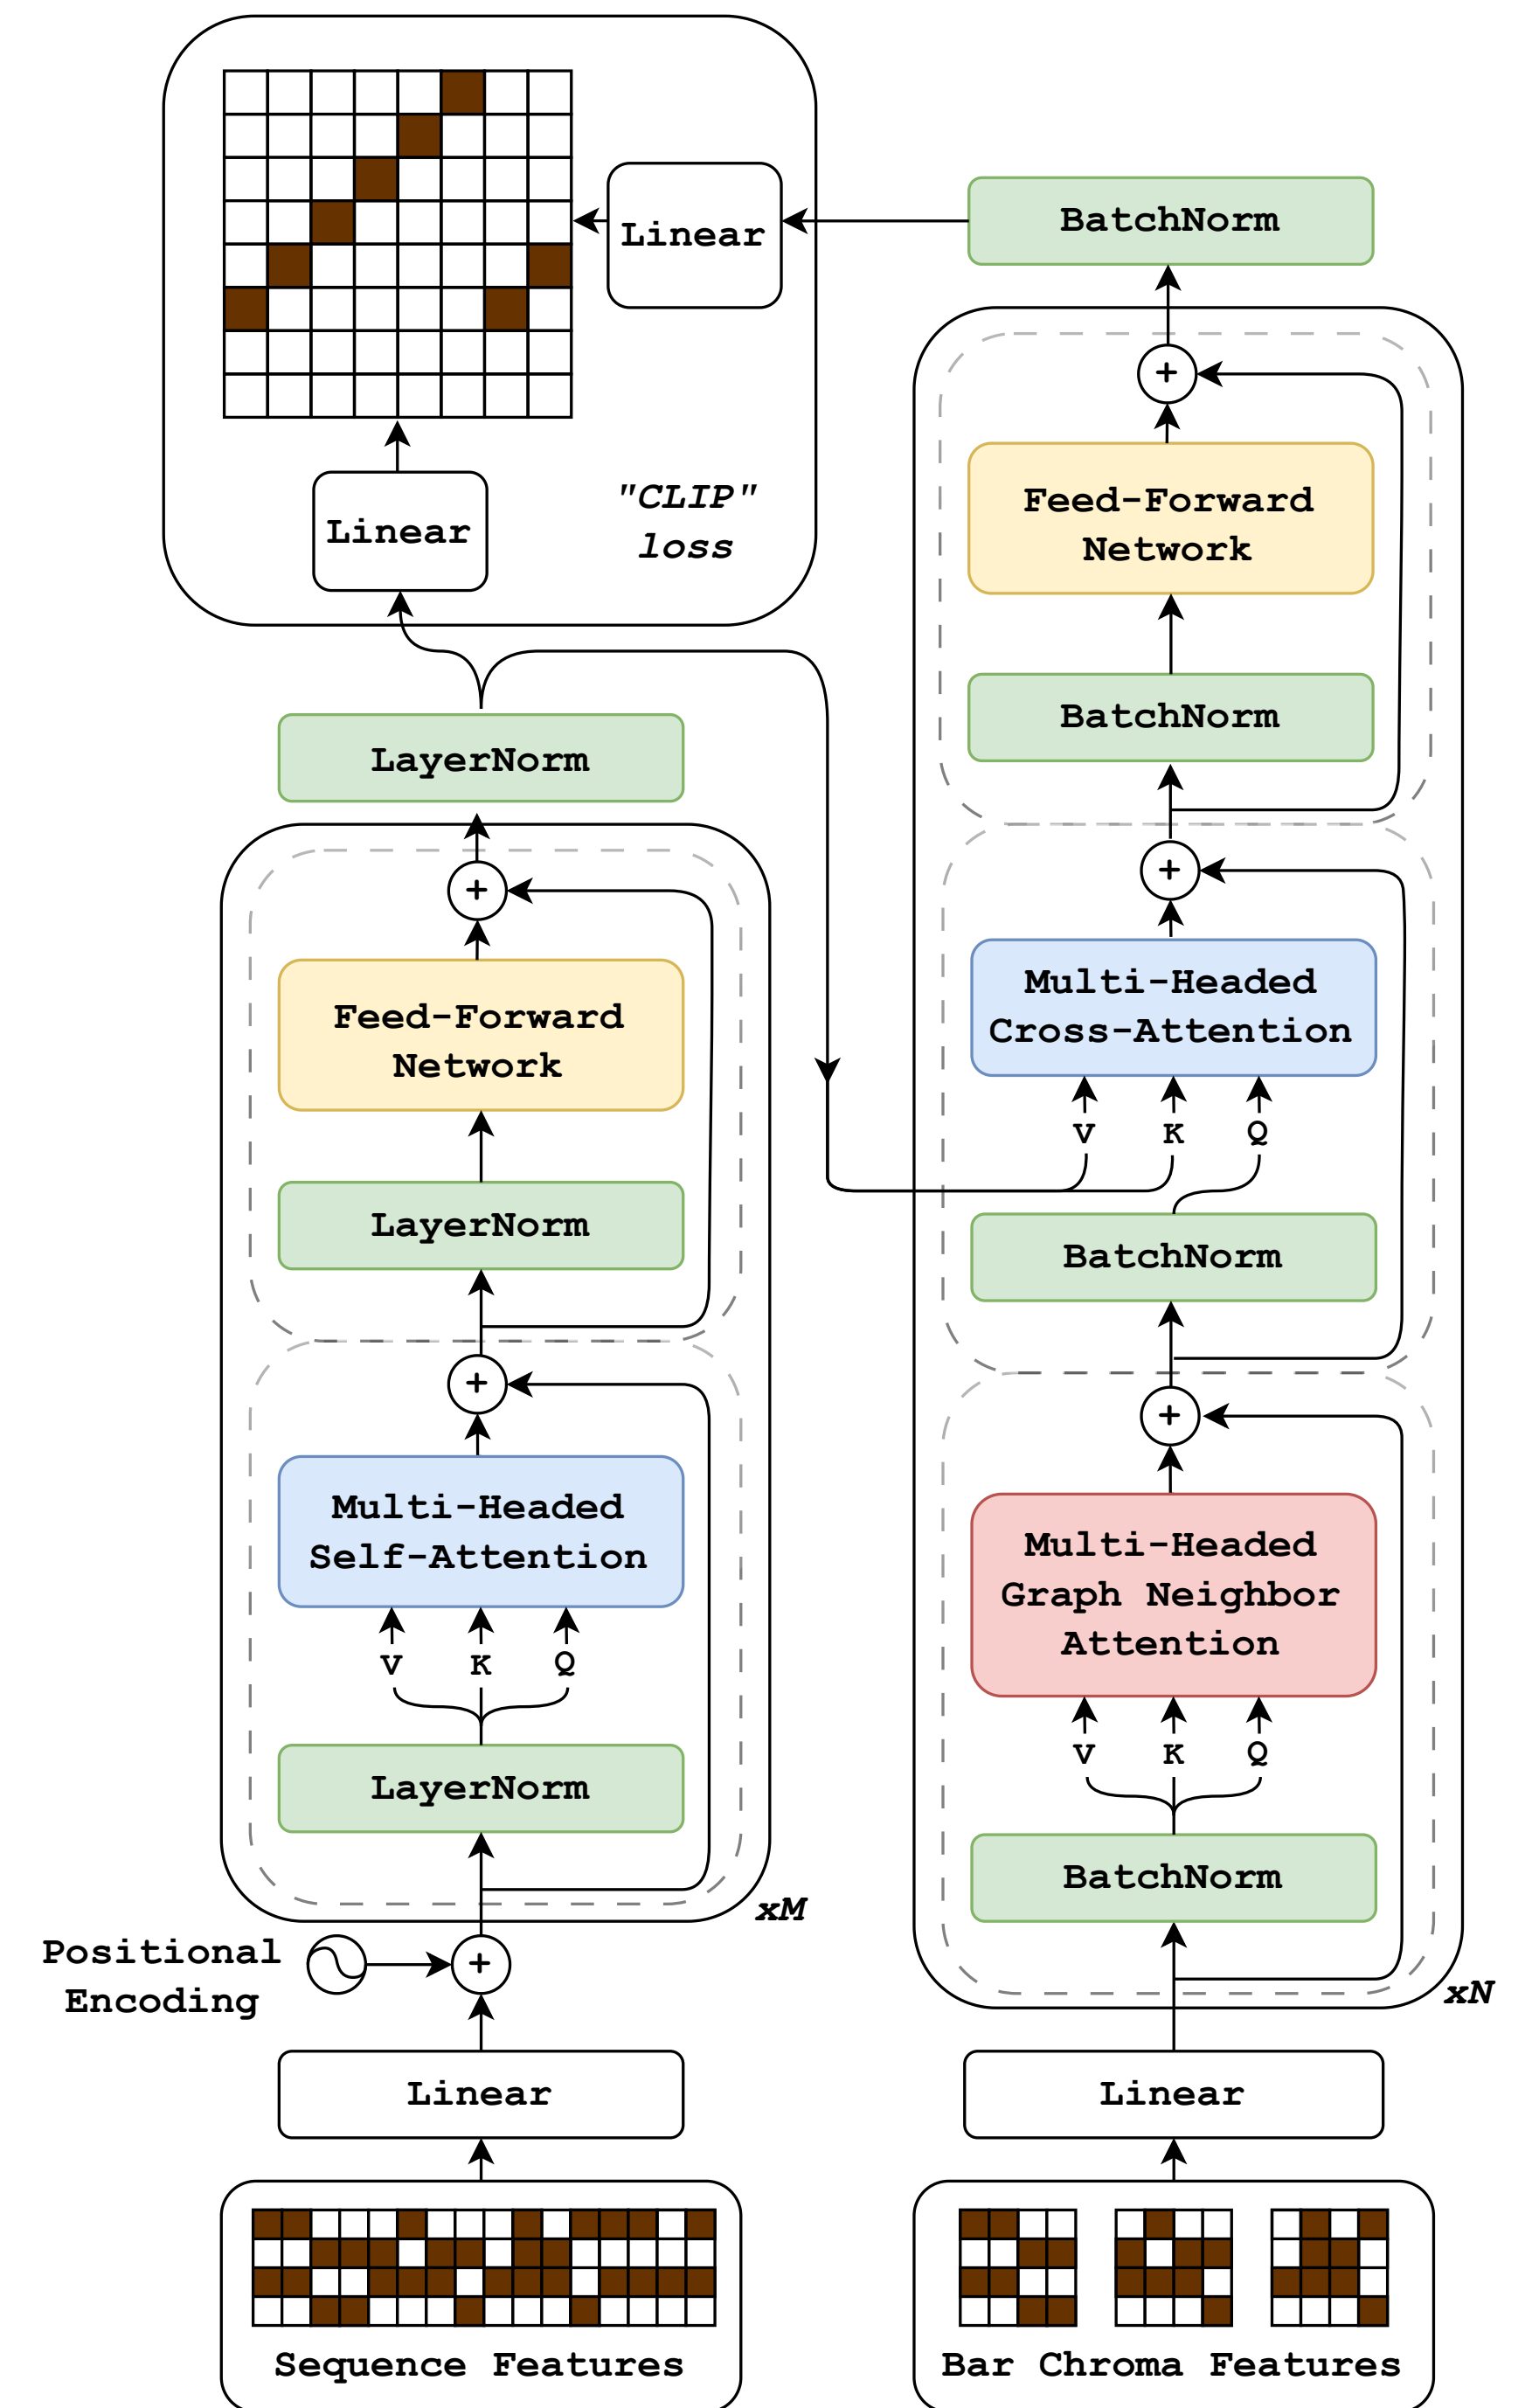 Linear
BatchNorm
+
Feed-Forward
Network
Linear
"CLIP"
loss
BatchNorm
LayerNorm
+
+
Multi-Headed
Cross-Attention
Feed-Forward
Network
V K Q
LayerNorm
BatchNorm
+
+
Multi-Headed
Self-Attention
Multi-Headed
Graph Neighbor
Attention
V K Q
V K Q
LayerNorm
BatchNorm
xM
Positional
Encoding
+
xN
Linear
Linear
Sequence Features
Bar Chroma Features